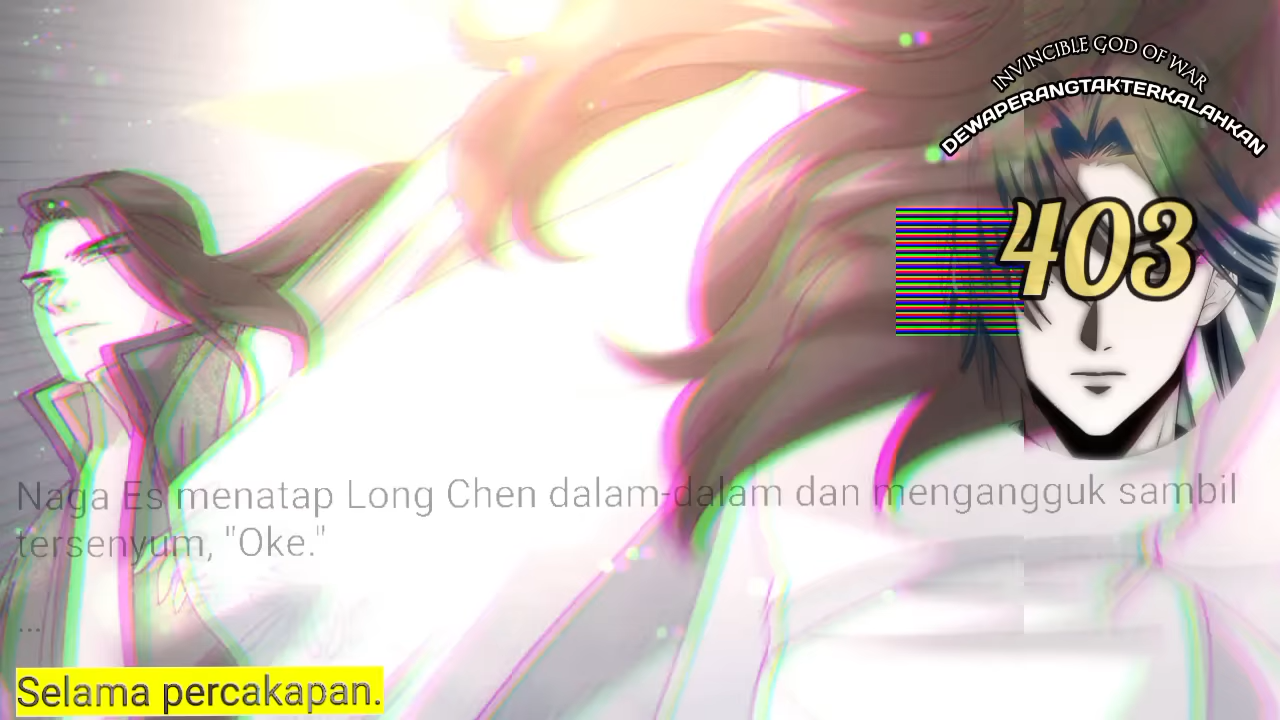 INVINCIBLE GOD OF WAR
DEWAPERANGTAKTERKALAHKAN
403
Naga Es menatap Long Chen dalam-dalam dan mengangguk sambil
tersenyum, "Oke."
...
Selama percakapan.